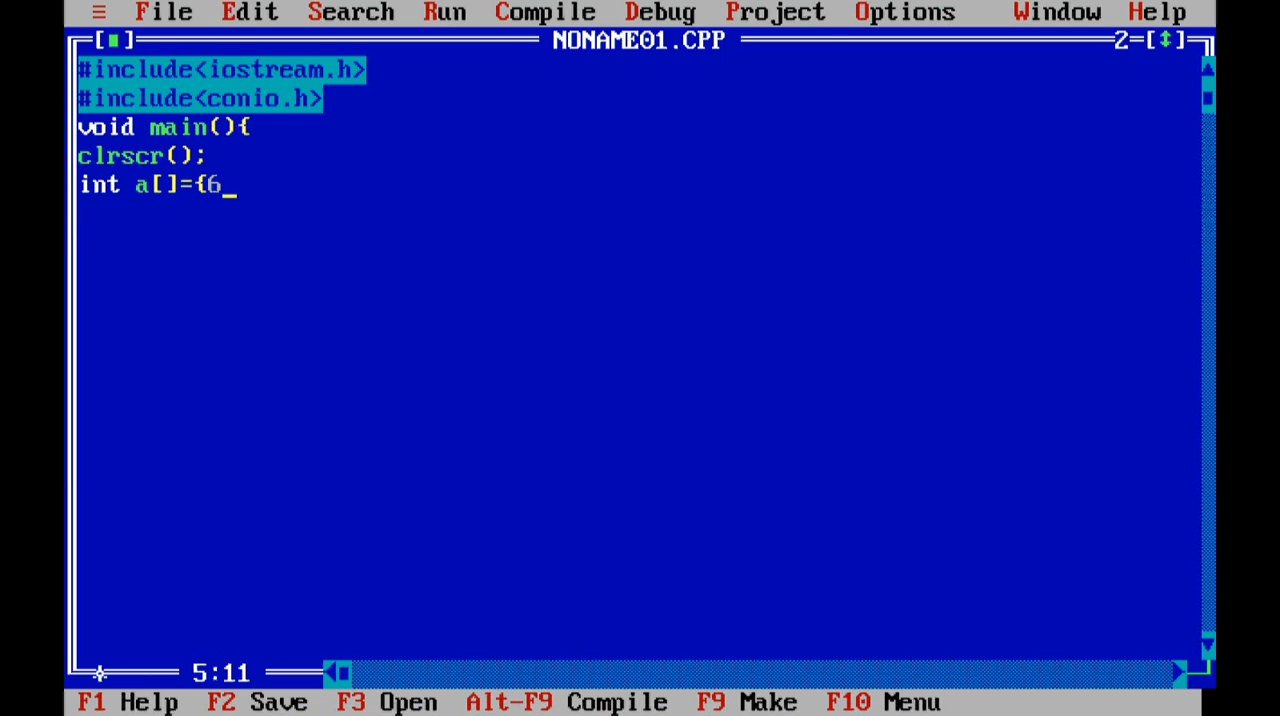 ≡ File Edit Search Run Compile Debug Project Options Window Help
[■] NONAME01.CPP 2=[↕]
#include<iostream.h>
#include<conio.h>
void main(){
clrscr();
int a[]={6_
5:11
F1 Help F2 Save F3 Open Alt-F9 Compile F9 Make F10 Menu